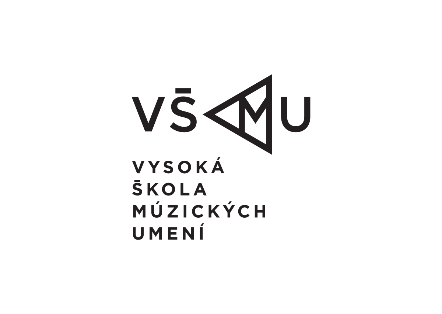 VŠMU
VYSOKÁ
ŠKOLA
MÚZICKÝCH
UMENÍ